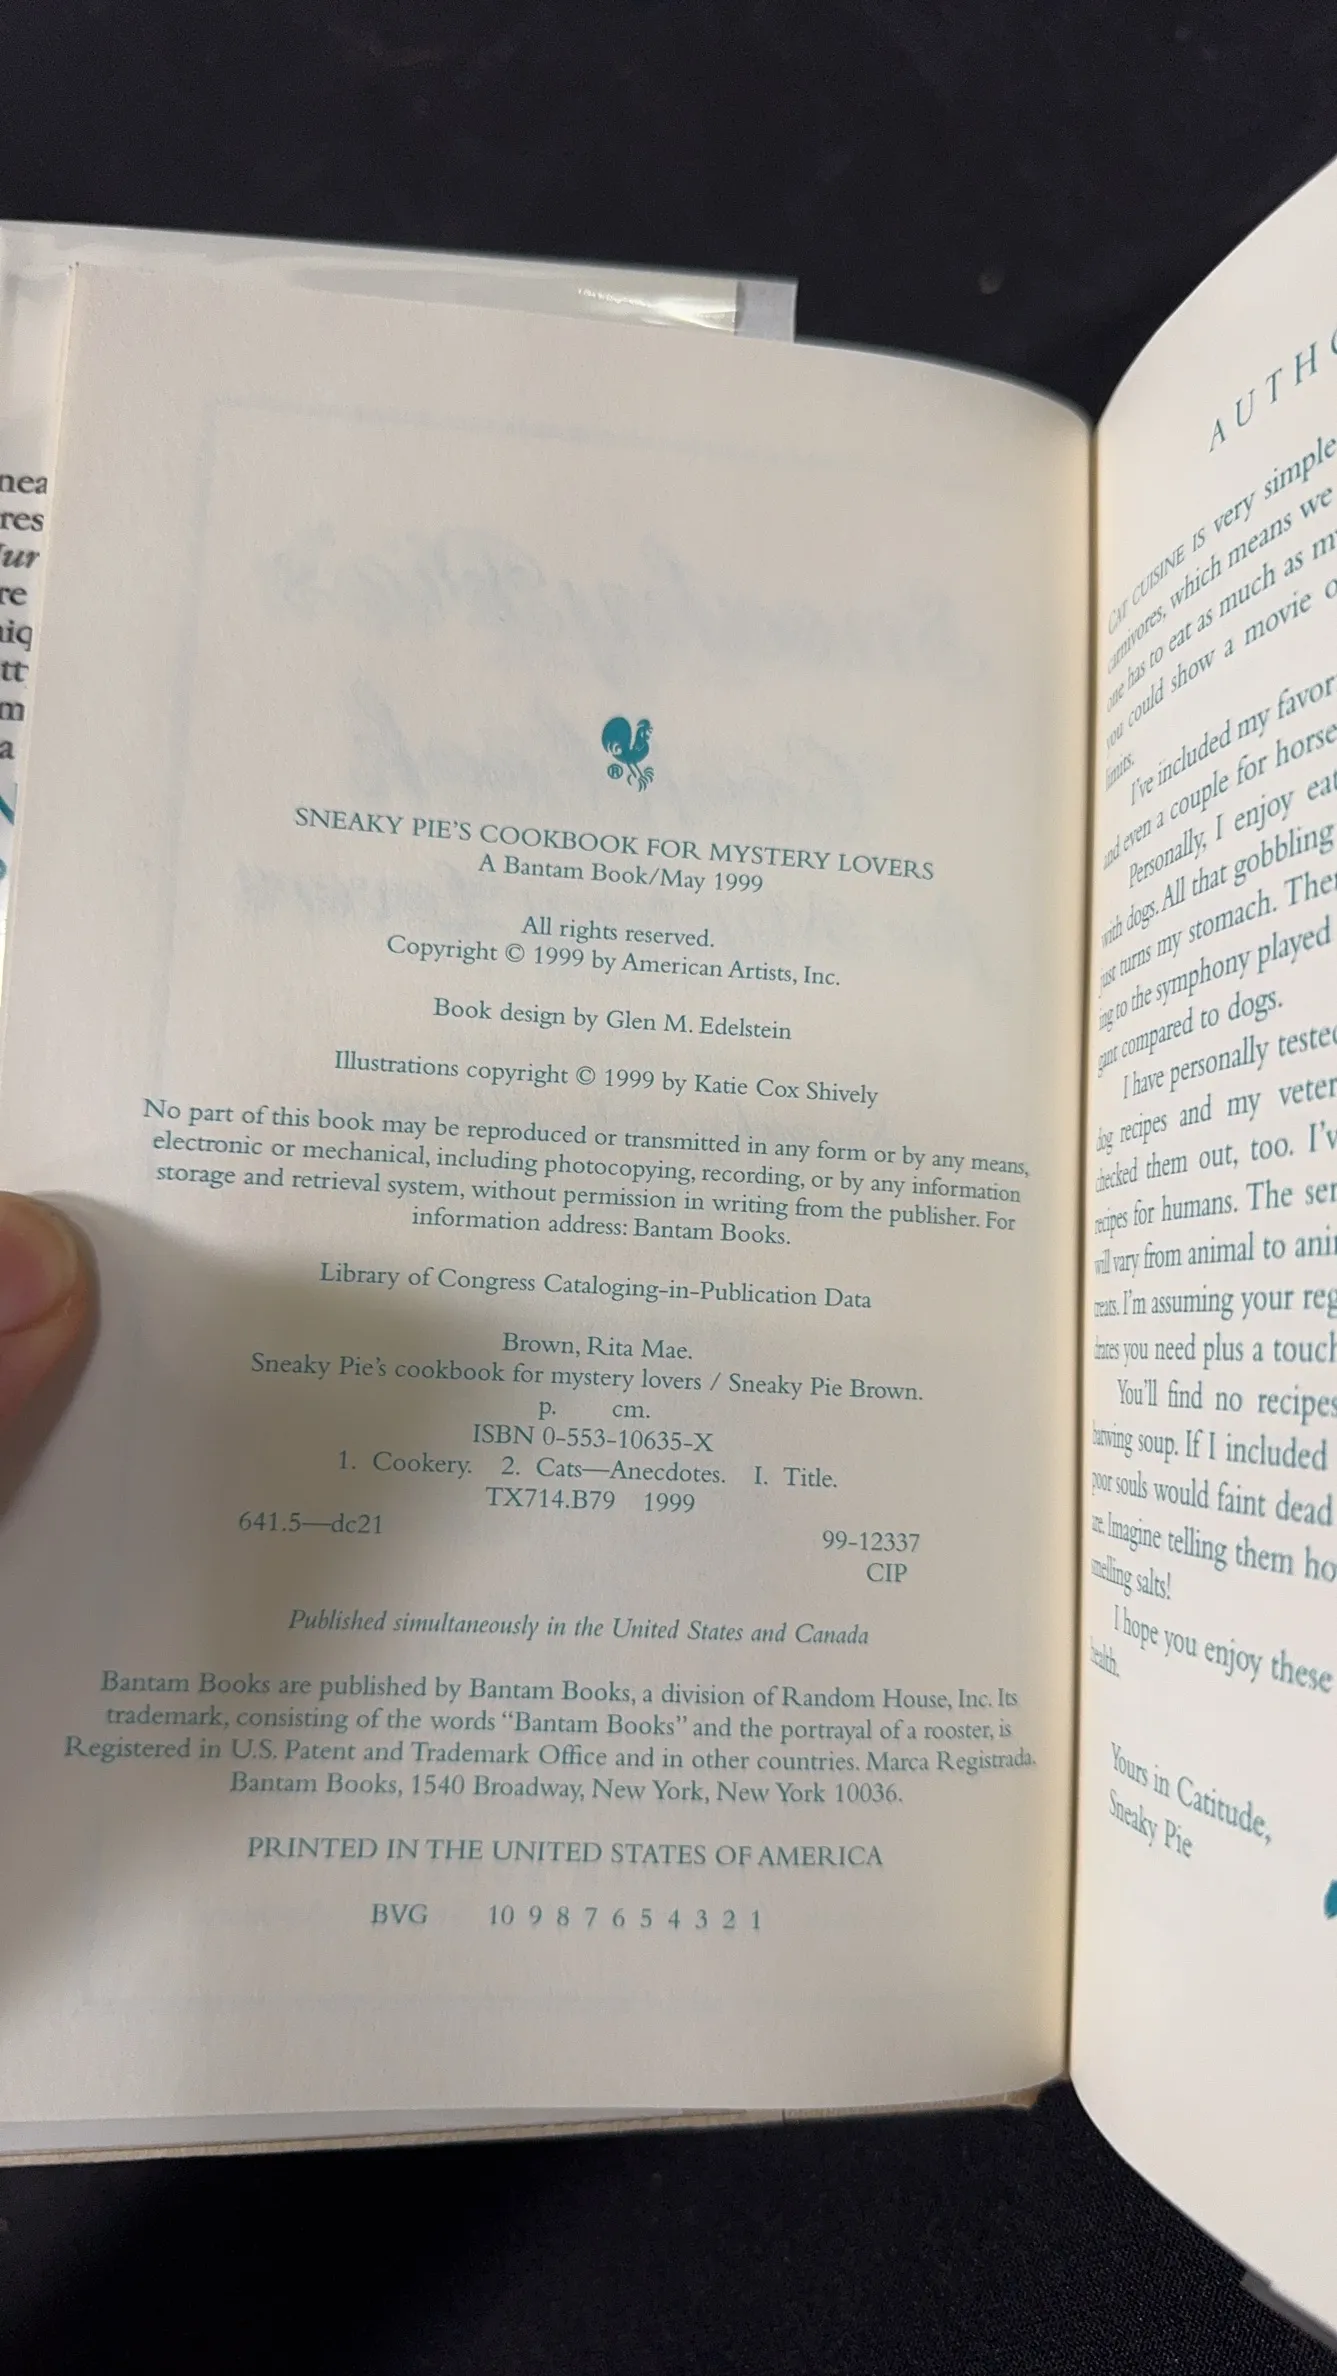 nea
res
re
niq
tt
m
a
®
SNEAKY PIE'S COOKBOOK FOR MYSTERY LOVERS
A Bantam Book/May 1999
All rights reserved.
Copyright © 1999 by American Artists, Inc.
Book design by Glen M. Edelstein
Illustrations copyright © 1999 by Katie Cox Shively
No part of this book may be reproduced or transmitted in any form or by any means,
electronic or mechanical, including photocopying, recording, or by any information
storage and retrieval system, without permission in writing from the publisher. For
information address: Bantam Books.
Library of Congress Cataloging-in-Publication Data
Brown, Rita Mae.
Sneaky Pie's cookbook for mystery lovers / Sneaky Pie Brown.
p. cm.
ISBN 0-553-10635-X
1. Cookery. 2. Cats—Anecdotes. I. Title.
TX714.B79 1999
641.5—dc21
99-12337
CIP
Published simultaneously in the United States and Canada
Bantam Books are published by Bantam Books, a division of Random House, Inc. Its
trademark, consisting of the words "Bantam Books" and the portrayal of a rooster, is
Registered in U.S. Patent and Trademark Office and in other countries. Marca Registrada.
Bantam Books, 1540 Broadway, New York, New York 10036.
PRINTED IN THE UNITED STATES OF AMERICA
BVG 10 9 8 7 6 5 4 3 2 1
AUTHO
CAT CUISINE IS very simple
carnivores, which means we
one has to eat as much as m
you could show a movie o
limits.
I've included my favor
and even a couple for horse
Personally, I enjoy eat
with dogs. All that gobbling
just turns my stomach. The
ing to the symphony played
gant compared to dogs.
I have personally teste
dog recipes and my veter
checked them out, too. I'v
recipes for humans. The ser
will vary from animal to ani
treats. I'm assuming your reg
drates you need plus a touch
You'll find no recipes
barwing soup. If I included
poor souls would faint dead
are. Imagine telling them ho
smelling salts!
I hope you enjoy these
health.
Yours in Catitude,
Sneaky Pie